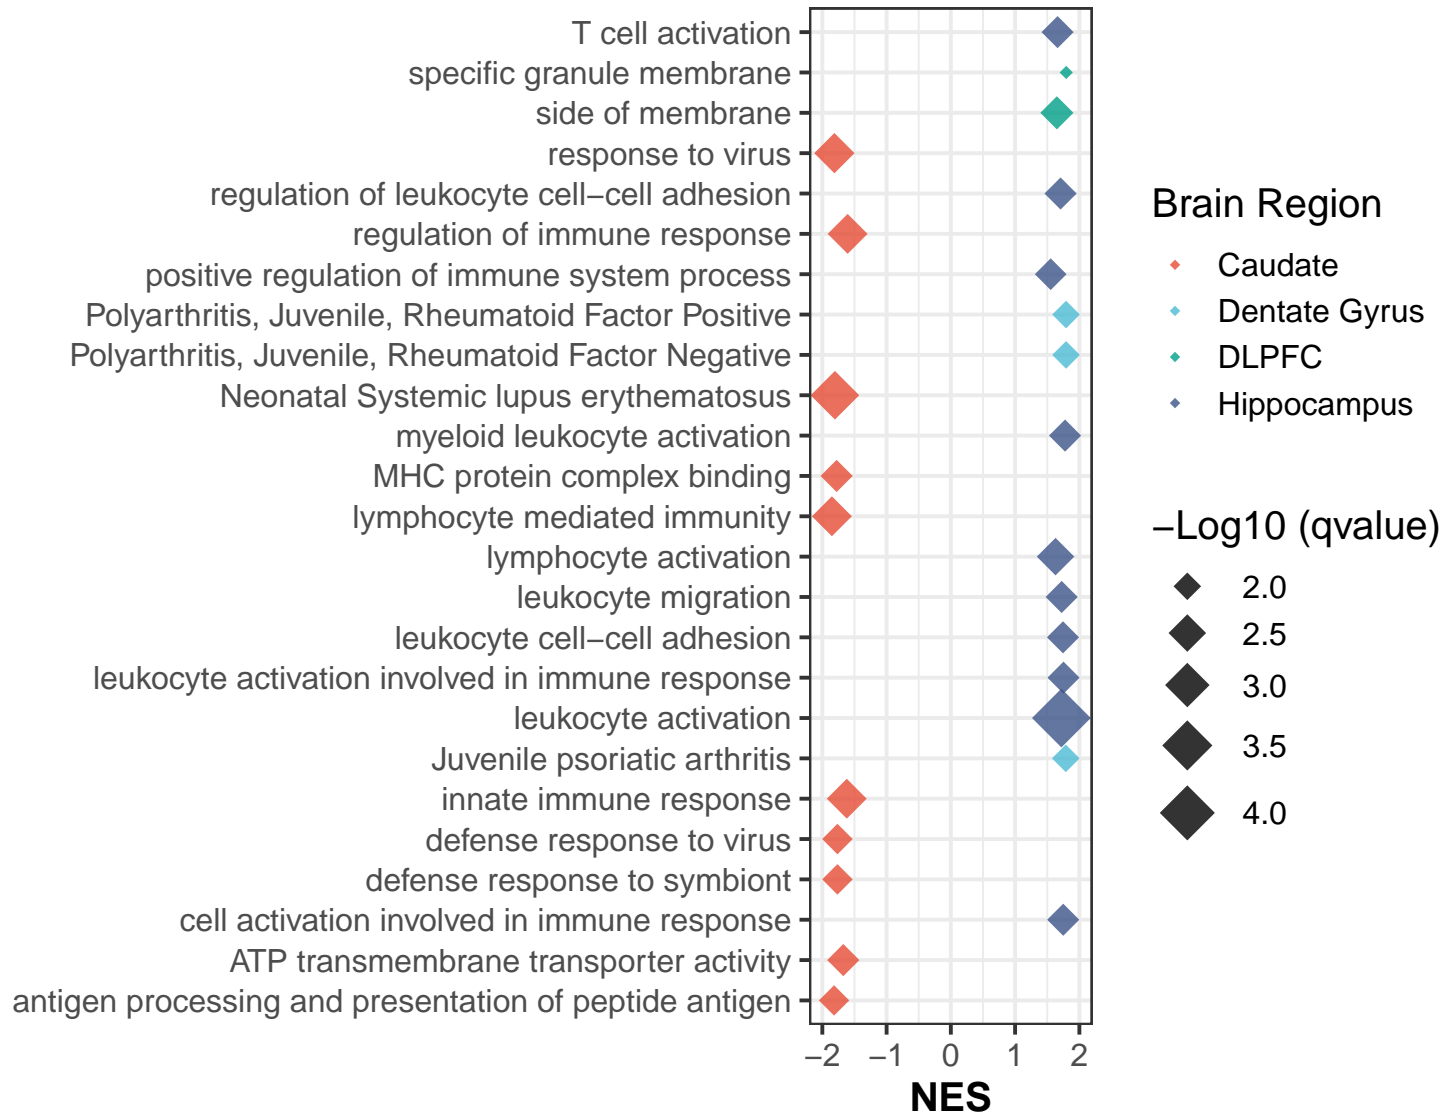 T cell activation
specific granule membrane
side of membrane
response to virus
regulation of leukocyte cell−cell adhesion
regulation of immune response
positive regulation of immune system process
Polyarthritis, Juvenile, Rheumatoid Factor Positive
Polyarthritis, Juvenile, Rheumatoid Factor Negative
Neonatal Systemic lupus erythematosus
myeloid leukocyte activation
MHC protein complex binding
lymphocyte mediated immunity
lymphocyte activation
leukocyte migration
leukocyte cell−cell adhesion
leukocyte activation involved in immune response
leukocyte activation
Juvenile psoriatic arthritis
innate immune response
defense response to virus
defense response to symbiont
cell activation involved in immune response
ATP transmembrane transporter activity
antigen processing and presentation of peptide antigen
−2 −1 0 1 2
NES
Brain Region
Caudate
Dentate Gyrus
DLPFC
Hippocampus
−Log10 (qvalue)
2.0
2.5
3.0
3.5
4.0